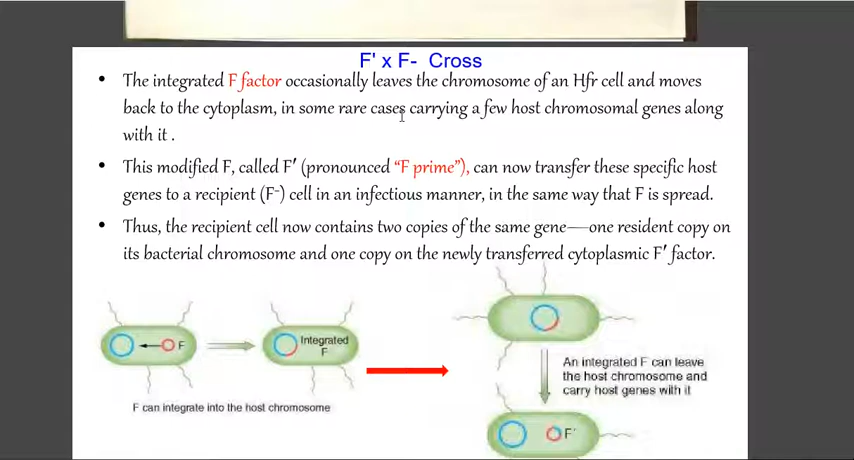 F' x F- Cross
• The integrated F factor occasionally leaves the chromosome of an Hfr cell and moves
back to the cytoplasm, in some rare cases carrying a few host chromosomal genes along
with it .
• This modified F, called F′ (pronounced “F prime”), can now transfer these specific host
genes to a recipient (F⁻) cell in an infectious manner, in the same way that F is spread.
• Thus, the recipient cell now contains two copies of the same gene—one resident copy on
its bacterial chromosome and one copy on the newly transferred cytoplasmic F′ factor.
F
Integrated
F
F can integrate into the host chromosome
An integrated F can leave
the host chromosome and
carry host genes with it
F′